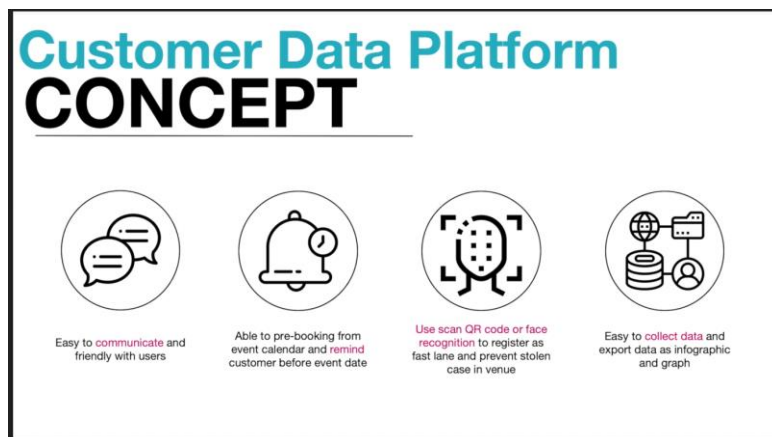 Customer Data Platform
CONCEPT
Easy to communicate and
friendly with users
Able to pre-booking from
event calendar and remind
customer before event date
Use scan QR code or face
recognition to register as
fast lane and prevent stolen
case in venue
Easy to collect data and
export data as infographic
and graph